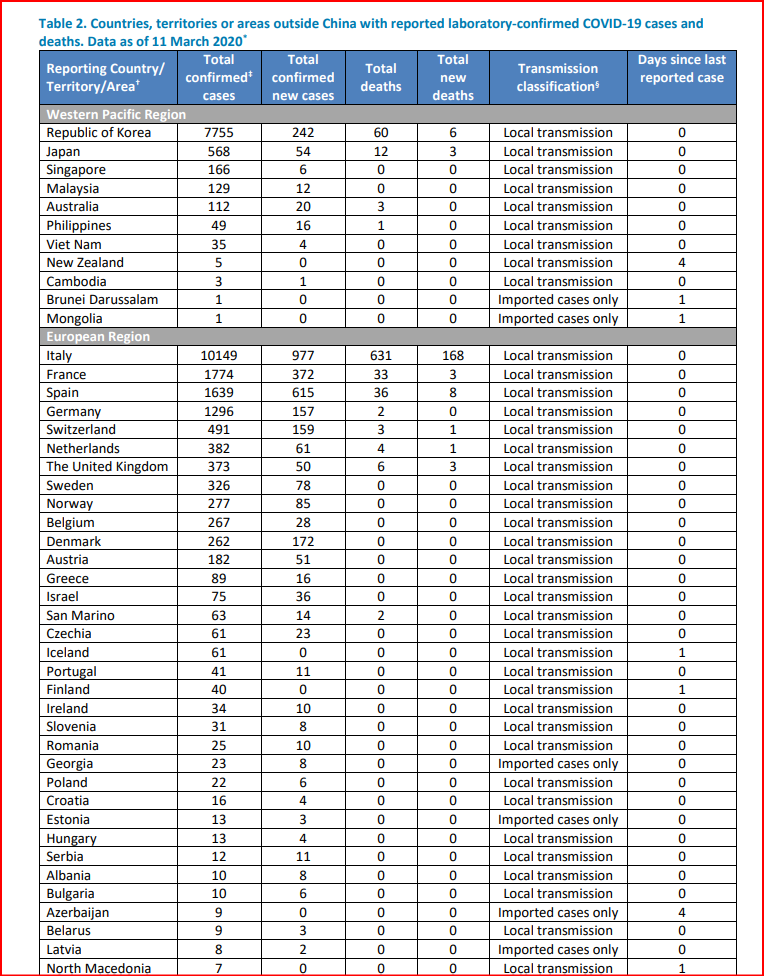 Table 2. Countries, territories or areas outside China with reported laboratory-confirmed COVID-19 cases and
deaths. Data as of 11 March 2020*
Reporting Country/ Territory/Area† Total confirmed‡ cases Total confirmed new cases Total deaths Total new deaths Transmission classification§ Days since last reported case
Western Pacific Region
Republic of Korea 7755 242 60 6 Local transmission 0
Japan 568 54 12 3 Local transmission 0
Singapore 166 6 0 0 Local transmission 0
Malaysia 129 12 0 0 Local transmission 0
Australia 112 20 3 0 Local transmission 0
Philippines 49 16 1 0 Local transmission 0
Viet Nam 35 4 0 0 Local transmission 0
New Zealand 5 0 0 0 Local transmission 4
Cambodia 3 1 0 0 Local transmission 0
Brunei Darussalam 1 0 0 0 Imported cases only 1
Mongolia 1 0 0 0 Imported cases only 1
European Region
Italy 10149 977 631 168 Local transmission 0
France 1774 372 33 3 Local transmission 0
Spain 1639 615 36 8 Local transmission 0
Germany 1296 157 2 0 Local transmission 0
Switzerland 491 159 3 1 Local transmission 0
Netherlands 382 61 4 1 Local transmission 0
The United Kingdom 373 50 6 3 Local transmission 0
Sweden 326 78 0 0 Local transmission 0
Norway 277 85 0 0 Local transmission 0
Belgium 267 28 0 0 Local transmission 0
Denmark 262 172 0 0 Local transmission 0
Austria 182 51 0 0 Local transmission 0
Greece 89 16 0 0 Local transmission 0
Israel 75 36 0 0 Local transmission 0
San Marino 63 14 2 0 Local transmission 0
Czechia 61 23 0 0 Local transmission 0
Iceland 61 0 0 0 Local transmission 1
Portugal 41 11 0 0 Local transmission 0
Finland 40 0 0 0 Local transmission 1
Ireland 34 10 0 0 Local transmission 0
Slovenia 31 8 0 0 Local transmission 0
Romania 25 10 0 0 Local transmission 0
Georgia 23 8 0 0 Imported cases only 0
Poland 22 6 0 0 Local transmission 0
Croatia 16 4 0 0 Local transmission 0
Estonia 13 3 0 0 Imported cases only 0
Hungary 13 4 0 0 Local transmission 0
Serbia 12 11 0 0 Local transmission 0
Albania 10 8 0 0 Local transmission 0
Bulgaria 10 6 0 0 Local transmission 0
Azerbaijan 9 0 0 0 Imported cases only 4
Belarus 9 3 0 0 Local transmission 0
Latvia 8 2 0 0 Imported cases only 0
North Macedonia 7 0 0 0 Local transmission 1